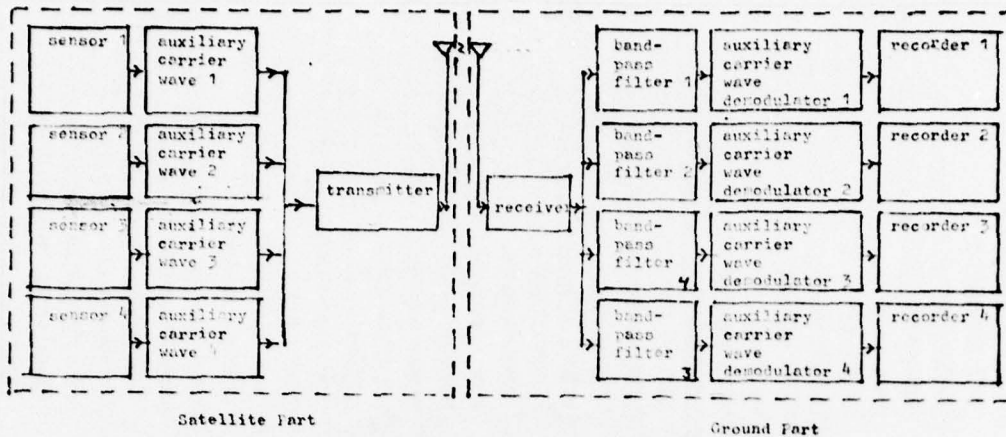 sensor 1
auxiliary
carrier
wave 1
sensor 2
auxiliary
carrier
wave 2
sensor 3
auxiliary
carrier
wave 3
sensor 4
auxiliary
carrier
wave 4
transmitter
receiver
band-
pass
filter 1
auxiliary
carrier
wave
demodulator 1
recorder 1
band-
pass
filter 2
auxiliary
carrier
wave
demodulator 2
recorder 2
band-
pass
filter
4
auxiliary
carrier
wave
demodulator 3
recorder 3
band-
pass
filter
3
auxiliary
carrier
wave
demodulator 4
recorder 4
Satellite Part
Ground Part